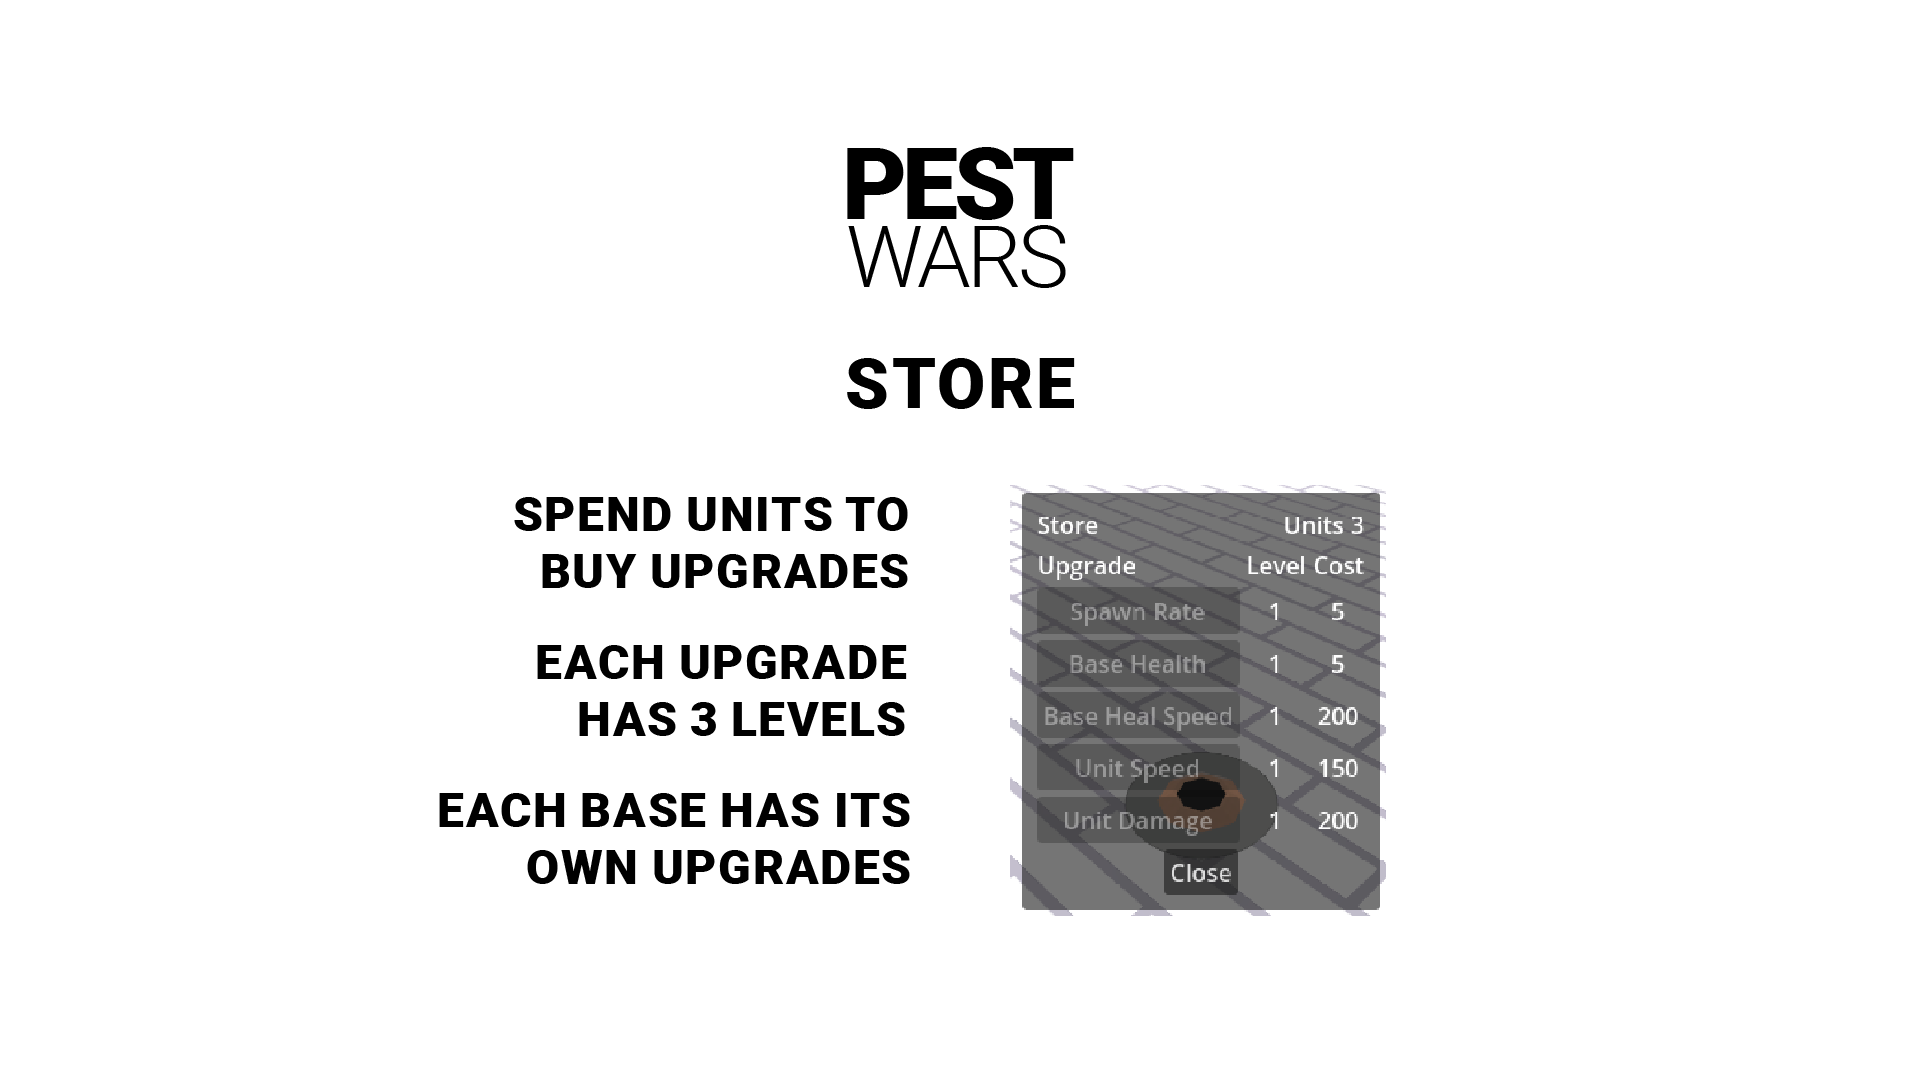 PEST
WARS
STORE
SPEND UNITS TO
BUY UPGRADES
EACH UPGRADE
HAS 3 LEVELS
EACH BASE HAS ITS
OWN UPGRADES
Store Units 3
Upgrade Level Cost
Spawn Rate 1 5
Base Health 1 5
Base Heal Speed 1 200
Unit Speed 1 150
Unit Damage 1 200
Close